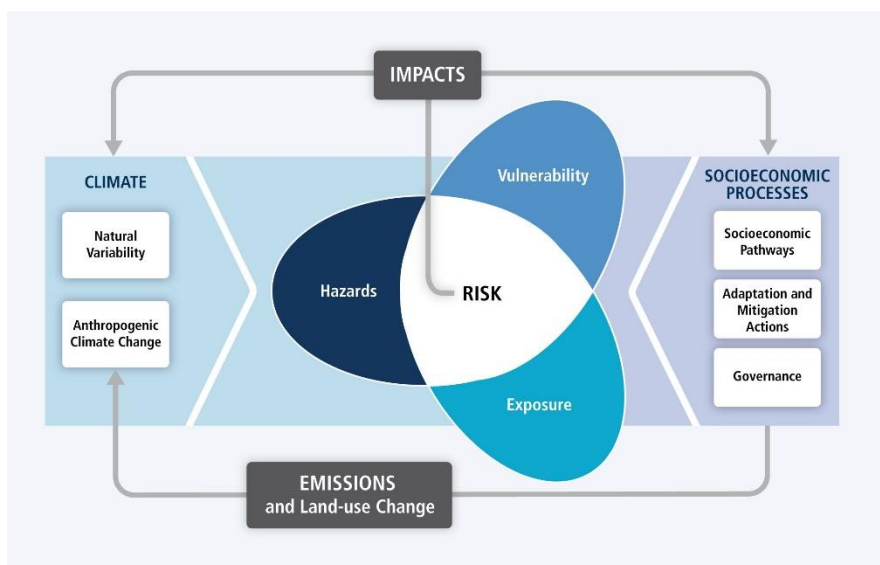 IMPACTS
CLIMATE
Natural
Variability
Anthropogenic
Climate Change
Hazards
Vulnerability
RISK
Exposure
SOCIOECONOMIC
PROCESSES
Socioeconomic
Pathways
Adaptation and
Mitigation
Actions
Governance
EMISSIONS
and Land-use Change